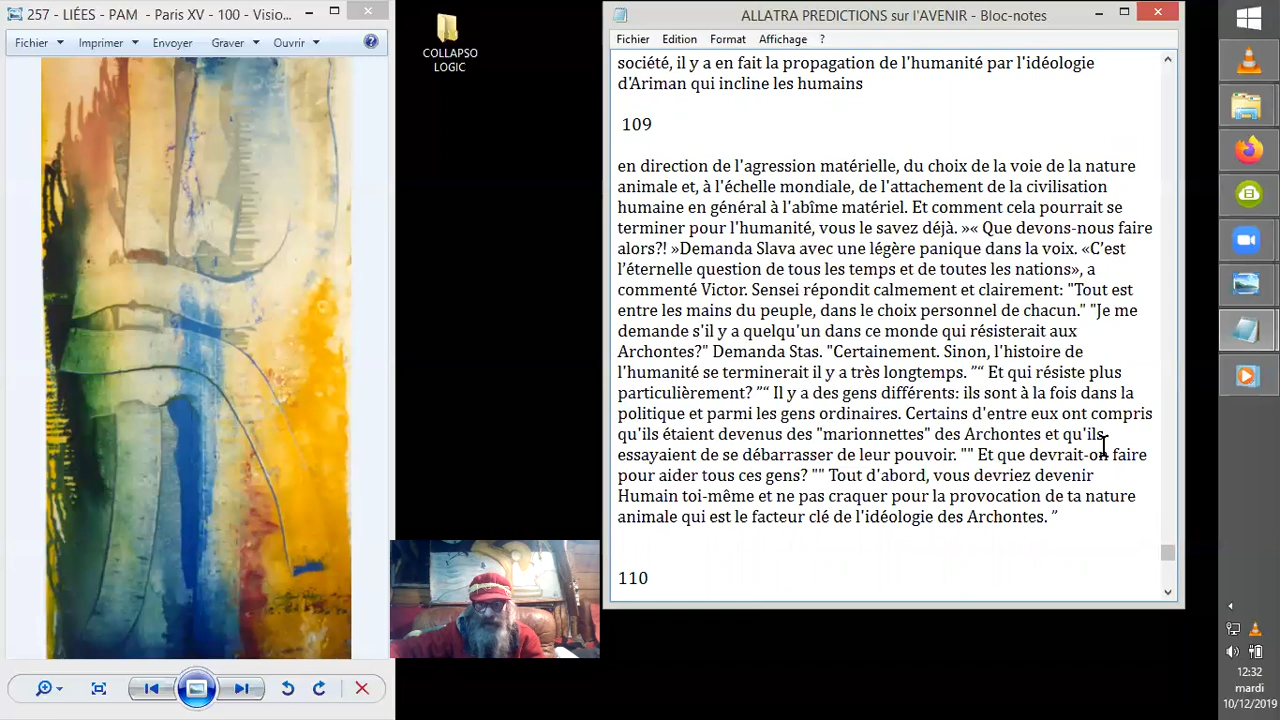 257 - LIÉES - PAM - Paris XV - 100 - Visio...
Fichier Imprimer Envoyer Graver Ouvrir
COLLAPSO
LOGIC
ALLATRA PREDICTIONS sur l'AVENIR - Bloc-notes
Fichier Edition Format Affichage ?
société, il y a en fait la propagation de l'humanité par l'idéologie
d'Ariman qui incline les humains
109
en direction de l'agression matérielle, du choix de la voie de la nature
animale et, à l'échelle mondiale, de l'attachement de la civilisation
humaine en général à l'abîme matériel. Et comment cela pourrait se
terminer pour l'humanité, vous le savez déjà. »« Que devons-nous faire
alors?! »Demanda Slava avec une légère panique dans la voix. «C’est
l’éternelle question de tous les temps et de toutes les nations», a
commenté Victor. Sensei répondit calmement et clairement: "Tout est
entre les mains du peuple, dans le choix personnel de chacun." "Je me
demande s'il y a quelqu'un dans ce monde qui résisterait aux
Archontes?" Demanda Stas. "Certainement. Sinon, l'histoire de
l'humanité se terminerait il y a très longtemps. ”“ Et qui résiste plus
particulièrement? ”“ Il y a des gens différents: ils sont à la fois dans la
politique et parmi les gens ordinaires. Certains d'entre eux ont compris
qu'ils étaient devenus des "marionnettes" des Archontes et qu'ils
essayaient de se débarrasser de leur pouvoir. "" Et que devrait-on faire
pour aider tous ces gens? "" Tout d'abord, vous devriez devenir
Humain toi-même et ne pas craquer pour la provocation de ta nature
animale qui est le facteur clé de l'idéologie des Archontes. ”
110
12:32
mardi
10/12/2019